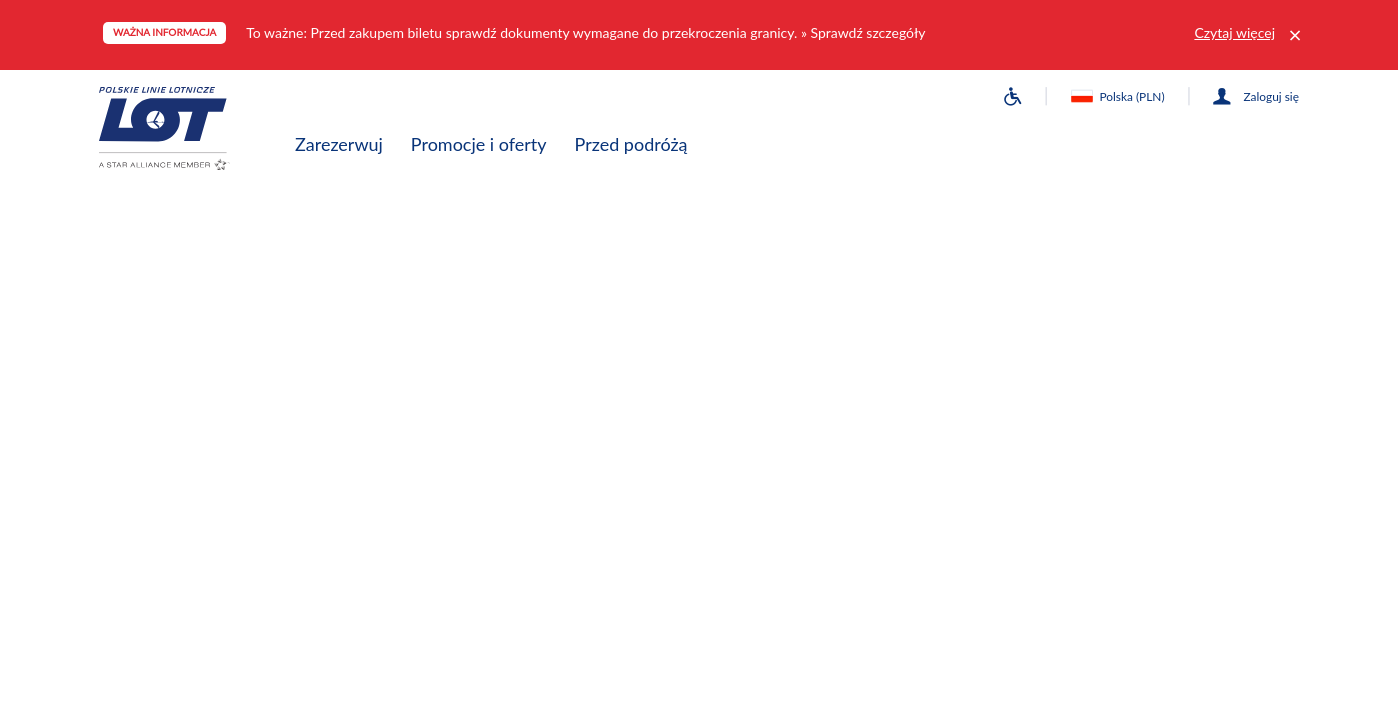 WAŻNA INFORMACJA To ważne: Przed zakupem biletu sprawdź dokumenty wymagane do przekroczenia granicy. » Sprawdź szczegóły Czytaj więcej ×
POLSKIE LINIE LOTNICZE
LOT
A STAR ALLIANCE MEMBER
Polska (PLN) Zaloguj się
Zarezerwuj Promocje i oferty Przed podróżą